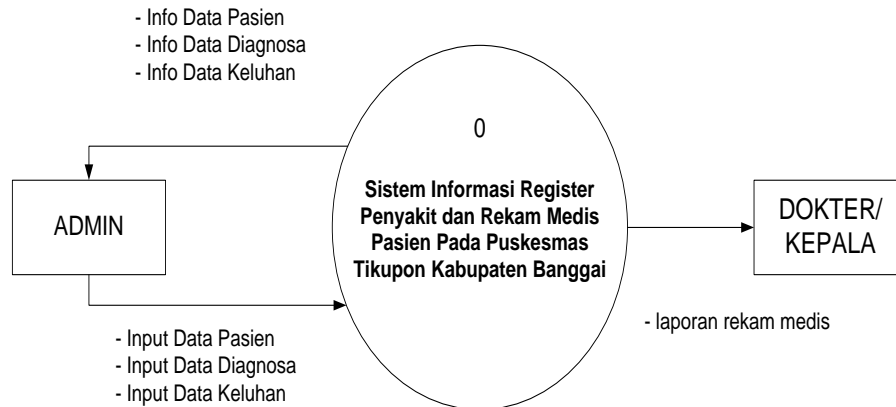 - Info Data Pasien
- Info Data Diagnosa
- Info Data Keluhan
0
Sistem Informasi Register
Penyakit dan Rekam Medis
Pasien Pada Puskesmas
Tikupon Kabupaten Banggai
ADMIN
DOKTER/
KEPALA
- Input Data Pasien
- Input Data Diagnosa
- Input Data Keluhan
- laporan rekam medis